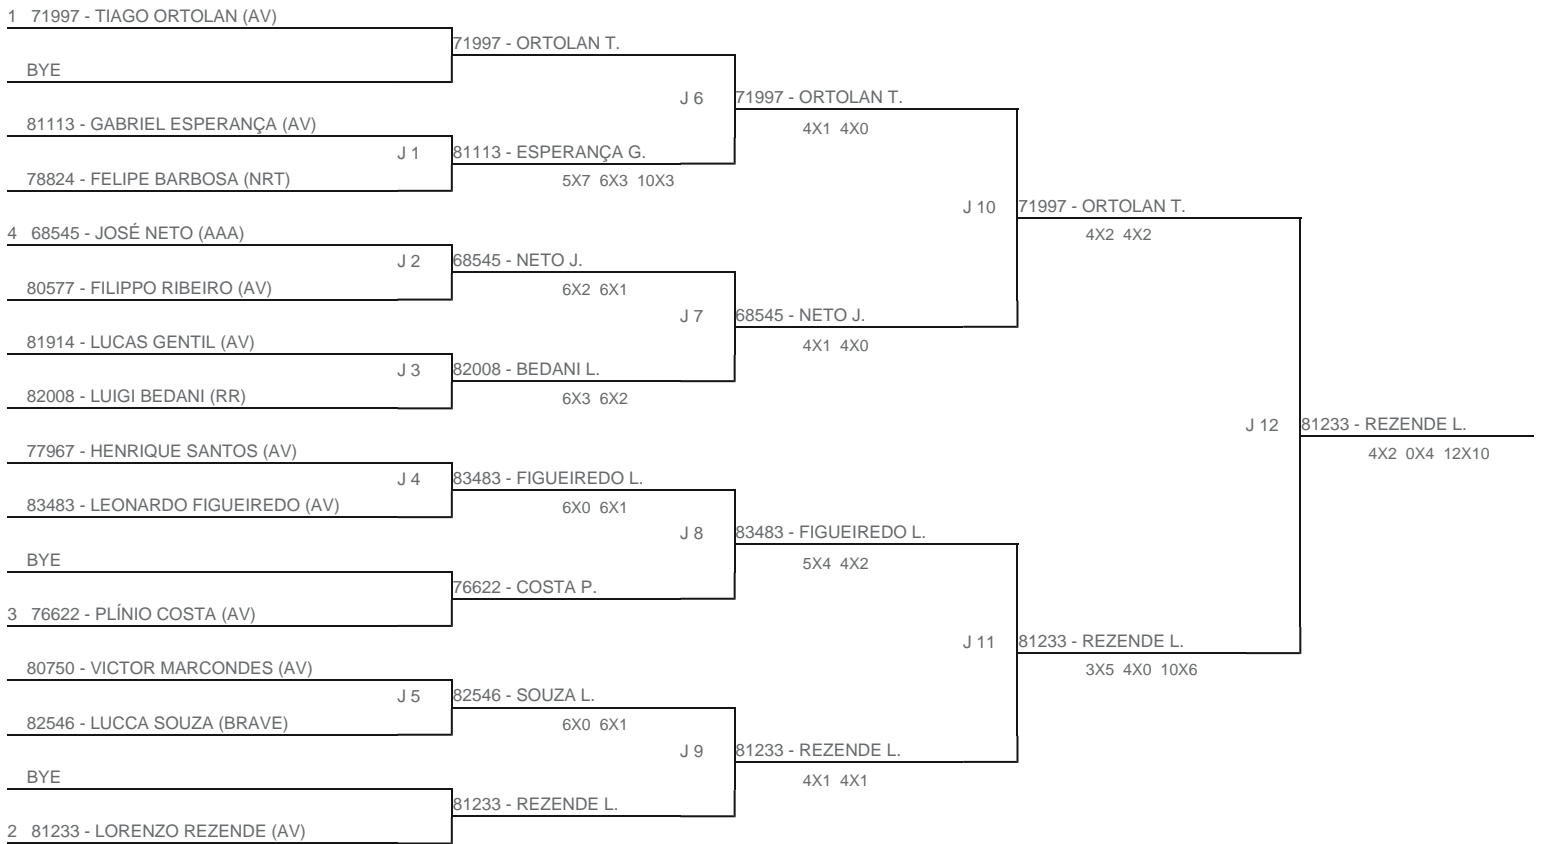 1 71997 - TIAGO ORTOLAN (AV)
71997 - ORTOLAN T.
BYE
J 6
71997 - ORTOLAN T.
4X1 4X0
81113 - GABRIEL ESPERANÇA (AV)
J 1
81113 - ESPERANÇA G.
5X7 6X3 10X3
78824 - FELIPE BARBOSA (NRT)
J 10
71997 - ORTOLAN T.
4X2 4X2
4 68545 - JOSÉ NETO (AAA)
J 2
68545 - NETO J.
6X2 6X1
80577 - FILIPPO RIBEIRO (AV)
J 7
68545 - NETO J.
4X1 4X0
81914 - LUCAS GENTIL (AV)
J 3
82008 - BEDANI L.
6X3 6X2
82008 - LUIGI BEDANI (RR)
J 12
81233 - REZENDE L.
4X2 0X4 12X10
77967 - HENRIQUE SANTOS (AV)
J 4
83483 - FIGUEIREDO L.
6X0 6X1
83483 - LEONARDO FIGUEIREDO (AV)
J 8
83483 - FIGUEIREDO L.
5X4 4X2
BYE
76622 - COSTA P.
3 76622 - PLÍNIO COSTA (AV)
J 11
81233 - REZENDE L.
3X5 4X0 10X6
80750 - VICTOR MARCONDES (AV)
J 5
82546 - SOUZA L.
6X0 6X1
82546 - LUCCA SOUZA (BRAVE)
J 9
81233 - REZENDE L.
4X1 4X1
BYE
81233 - REZENDE L.
2 81233 - LORENZO REZENDE (AV)